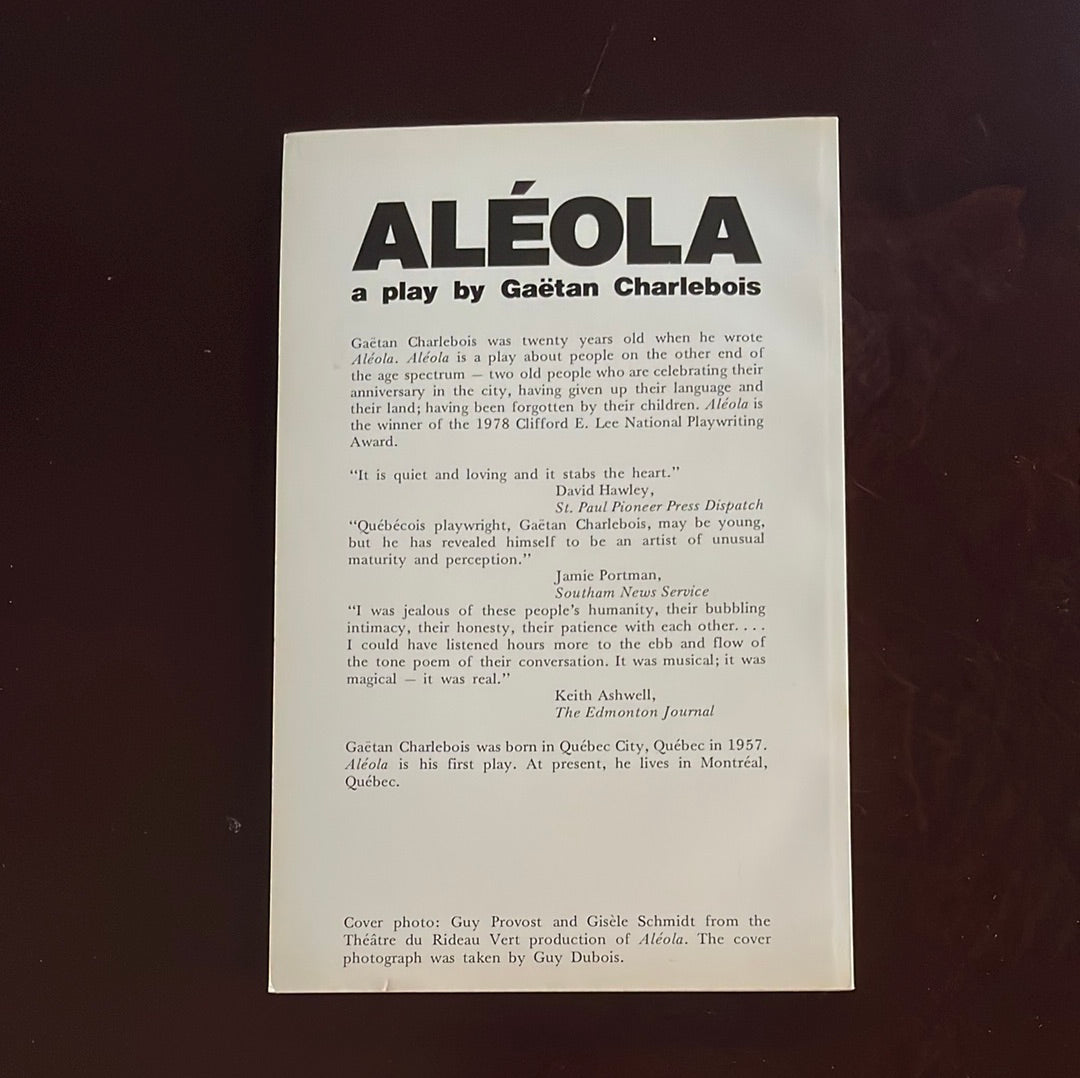 ALÉOLA
a play by Gaëtan Charlebois
Gaëtan Charlebois was twenty years old when he wrote
Aléola. Aléola is a play about people on the other end of
the age spectrum — two old people who are celebrating their
anniversary in the city, having given up their language and
their land; having been forgotten by their children. Aléola is
the winner of the 1978 Clifford E. Lee National Playwriting
Award.
“It is quiet and loving and it stabs the heart.”
David Hawley,
St. Paul Pioneer Press Dispatch
“Québécois playwright, Gaëtan Charlebois, may be young,
but he has revealed himself to be an artist of unusual
maturity and perception.”
Jamie Portman,
Southam News Service
“I was jealous of these people’s humanity, their bubbling
intimacy, their honesty, their patience with each other. . . .
I could have listened hours more to the ebb and flow of
the tone poem of their conversation. It was musical; it was
magical — it was real.”
Keith Ashwell,
The Edmonton Journal
Gaëtan Charlebois was born in Québec City, Québec in 1957.
Aléola is his first play. At present, he lives in Montréal,
Québec.
Cover photo: Guy Provost and Gisèle Schmidt from the
Théâtre du Rideau Vert production of Aléola. The cover
photograph was taken by Guy Dubois.